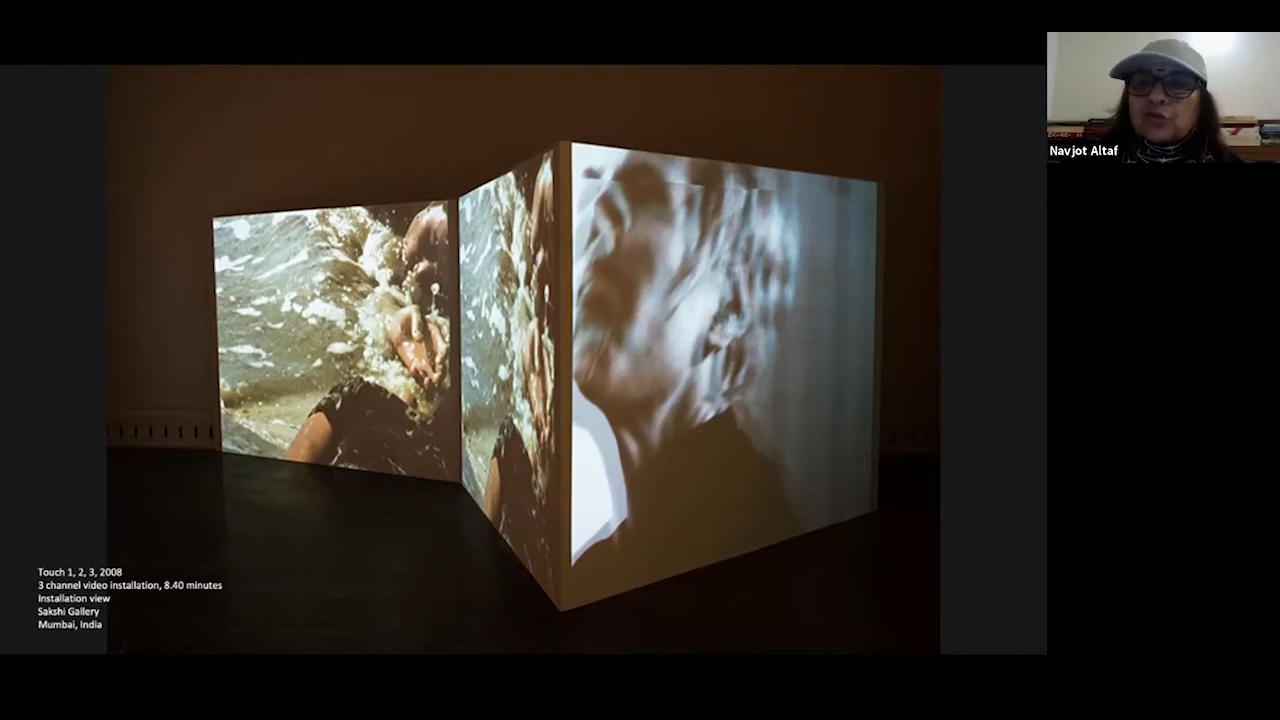 Navjot Altaf
Touch 1, 2, 3, 2008
3 channel video installation, 8.40 minutes
Installation view
Sakshi Gallery
Mumbai, India